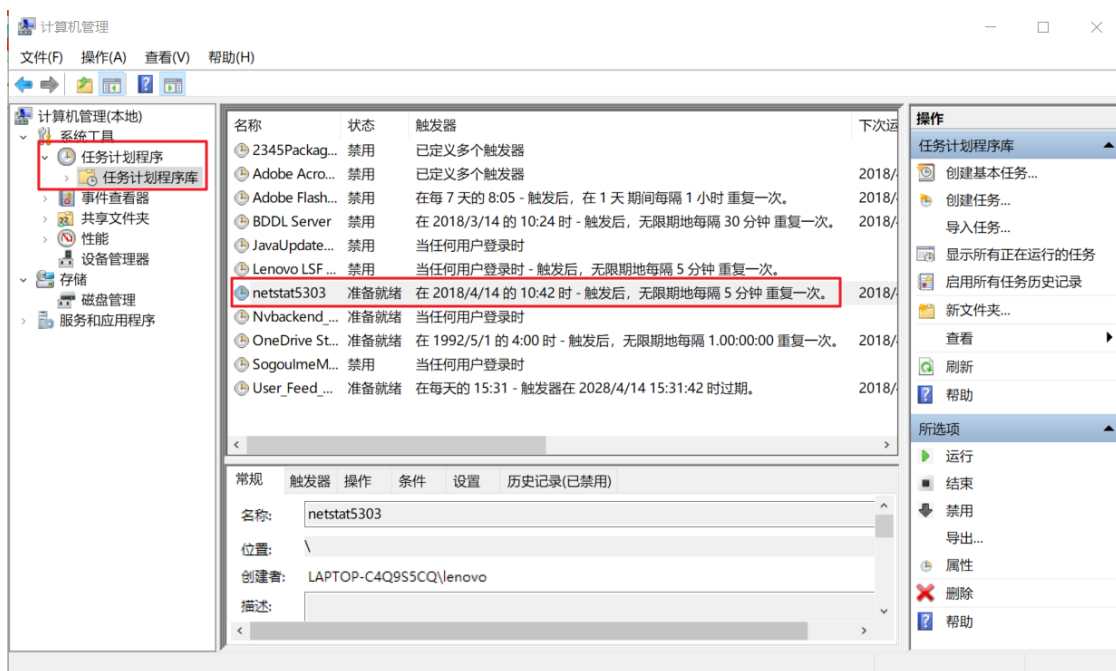 计算机管理
文件(F) 操作(A) 查看(V) 帮助(H)
计算机管理(本地)
系统工具
任务计划程序
任务计划程序库
事件查看器
共享文件夹
性能
设备管理器
存储
磁盘管理
服务和应用程序
名称 状态 触发器 下次运
2345Packag... 禁用 已定义多个触发器
Adobe Acro... 禁用 已定义多个触发器 2018/
Adobe Flash... 禁用 在每 7 天的 8:05 - 触发后，在 1 天 期间每隔 1 小时 重复一次。 2018/
BDDL Server 禁用 在 2018/3/14 的 10:24 时 - 触发后，无限期地每隔 30 分钟 重复一次。 2018/
JavaUpdate... 禁用 当任何用户登录时
Lenovo LSF ... 禁用 当任何用户登录时 - 触发后，无限期地每隔 5 分钟 重复一次。
netstat5303 准备就绪 在 2018/4/14 的 10:42 时 - 触发后，无限期地每隔 5 分钟 重复一次。 2018/
Nvbackend_... 准备就绪 当任何用户登录时
OneDrive St... 准备就绪 在 1992/5/1 的 4:00 时 - 触发后，无限期地每隔 1.00:00:00 重复一次。 2018/
SogouImeM... 禁用 当任何用户登录时
User_Feed_... 准备就绪 在每天的 15:31 - 触发器在 2028/4/14 15:31:42 时过期。 2018/
常规 触发器 操作 条件 设置 历史记录(已禁用)
名称: netstat5303
位置: \
创建者: LAPTOP-C4Q9S5CQ\lenovo
描述:
操作
任务计划程序库
创建基本任务...
创建任务...
导入任务...
显示所有正在运行的任务
启用所有任务历史记录
新文件夹...
查看
刷新
帮助
所选项
运行
结束
禁用
导出...
属性
删除
帮助